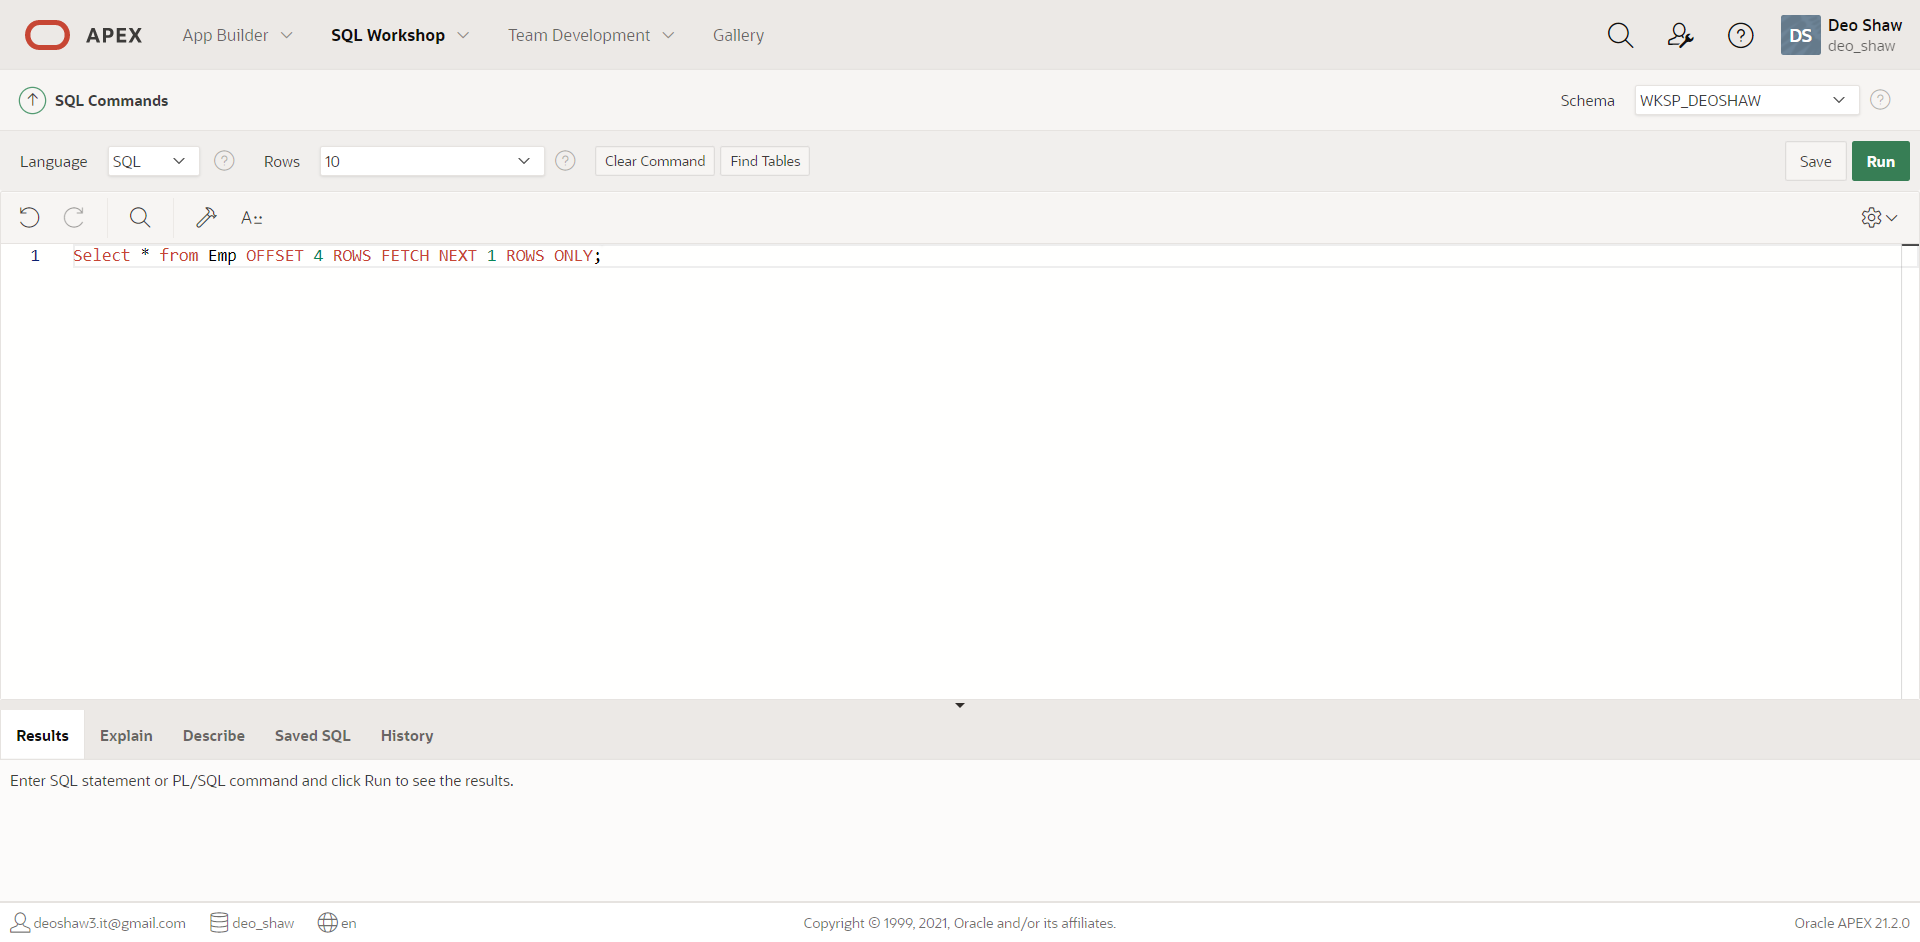 APEX App Builder SQL Workshop Team Development Gallery DS Deo Shaw
deo_shaw
SQL Commands Schema WKSP_DEOSHAW ?
Language SQL ? Rows 10 ? Clear Command Find Tables Save Run
A::
1 Select * from Emp OFFSET 4 ROWS FETCH NEXT 1 ROWS ONLY;
Results Explain Describe Saved SQL History
Enter SQL statement or PL/SQL command and click Run to see the results.
deoshaw3.it@gmail.com deo_shaw en Copyright © 1999, 2021, Oracle and/or its affiliates. Oracle APEX 21.2.0